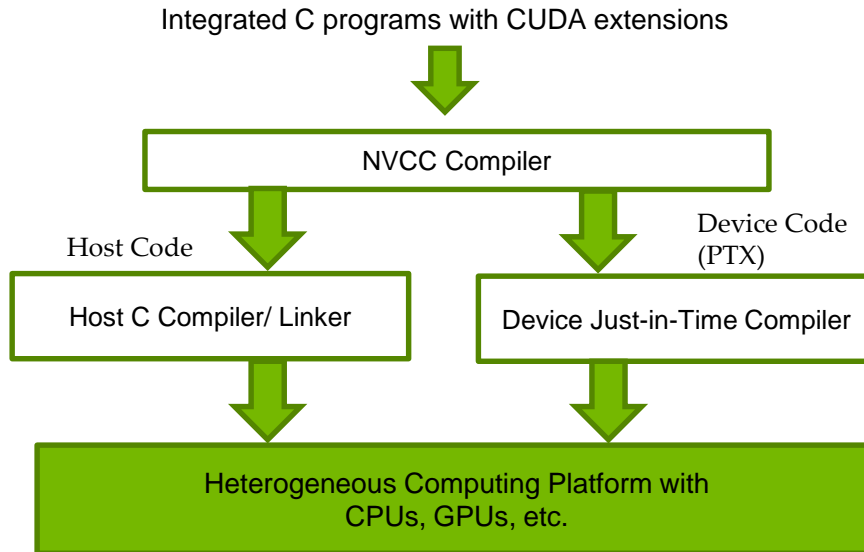 Integrated C programs with CUDA extensions
NVCC Compiler
Host Code
Device Code
(PTX)
Host C Compiler/ Linker
Device Just-in-Time Compiler
Heterogeneous Computing Platform with
CPUs, GPUs, etc.